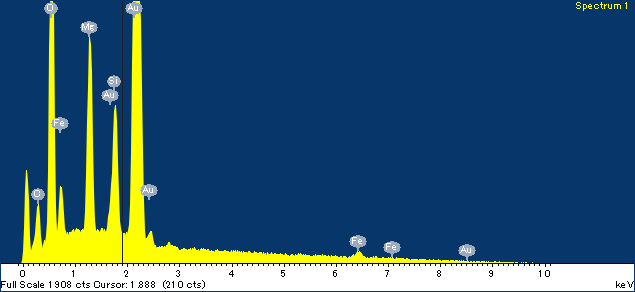 Spectrum 1
O Au
Mg
Si
Au
Fe
Au
Fe Fe Au
0 1 2 3 4 5 6 7 8 9 10
Full Scale 1908 cts Cursor: 1.888 (210 cts) keV